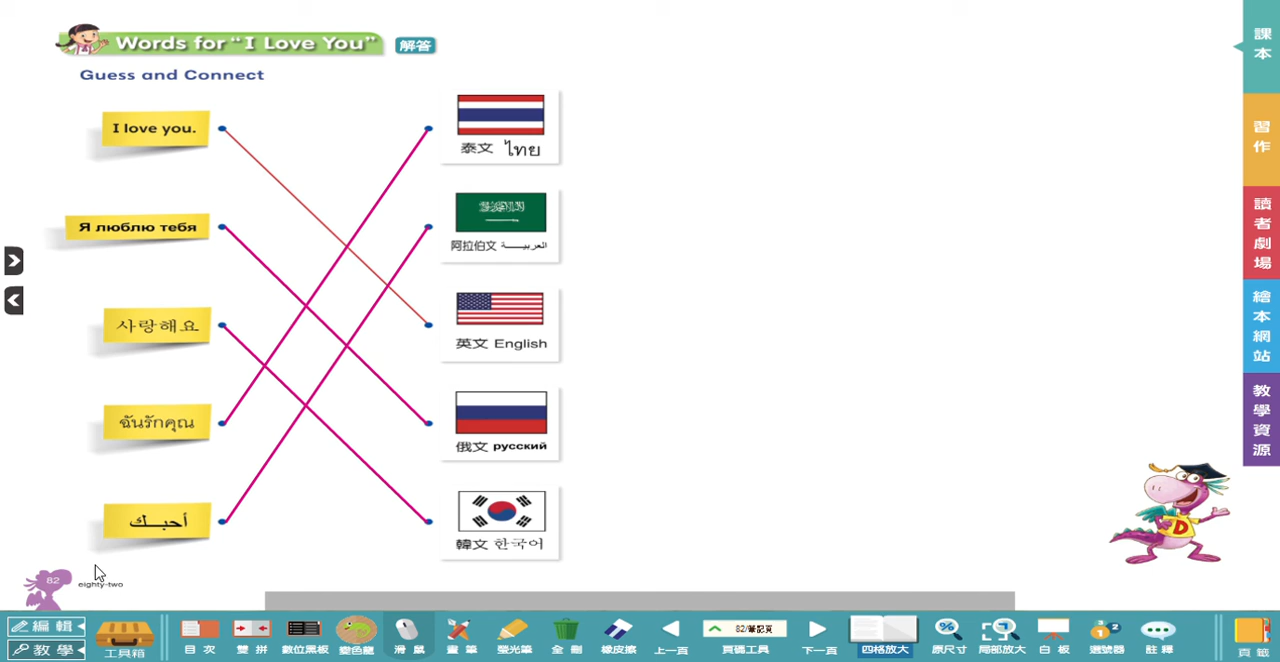 Words for “I Love You”
解答
Guess and Connect
I love you.
Я люблю тебя
사랑해요
ฉันรักคุณ
أحبــك
泰文 ไทย
阿拉伯文 العربيـــة
英文 English
俄文 русский
韓文 한국어
82
eighty-two
課本
習作
讀者劇場
繪本網站
教學資源
D
編輯
教學
工具箱
目次
雙拼
數位黑板
變色龍
滑鼠
畫筆
螢光筆
全刪
橡皮擦
上一頁
82/筆記頁
頁碼工具
下一頁
四格放大
原尺寸
局部放大
白板
選號器
註釋
頁籤